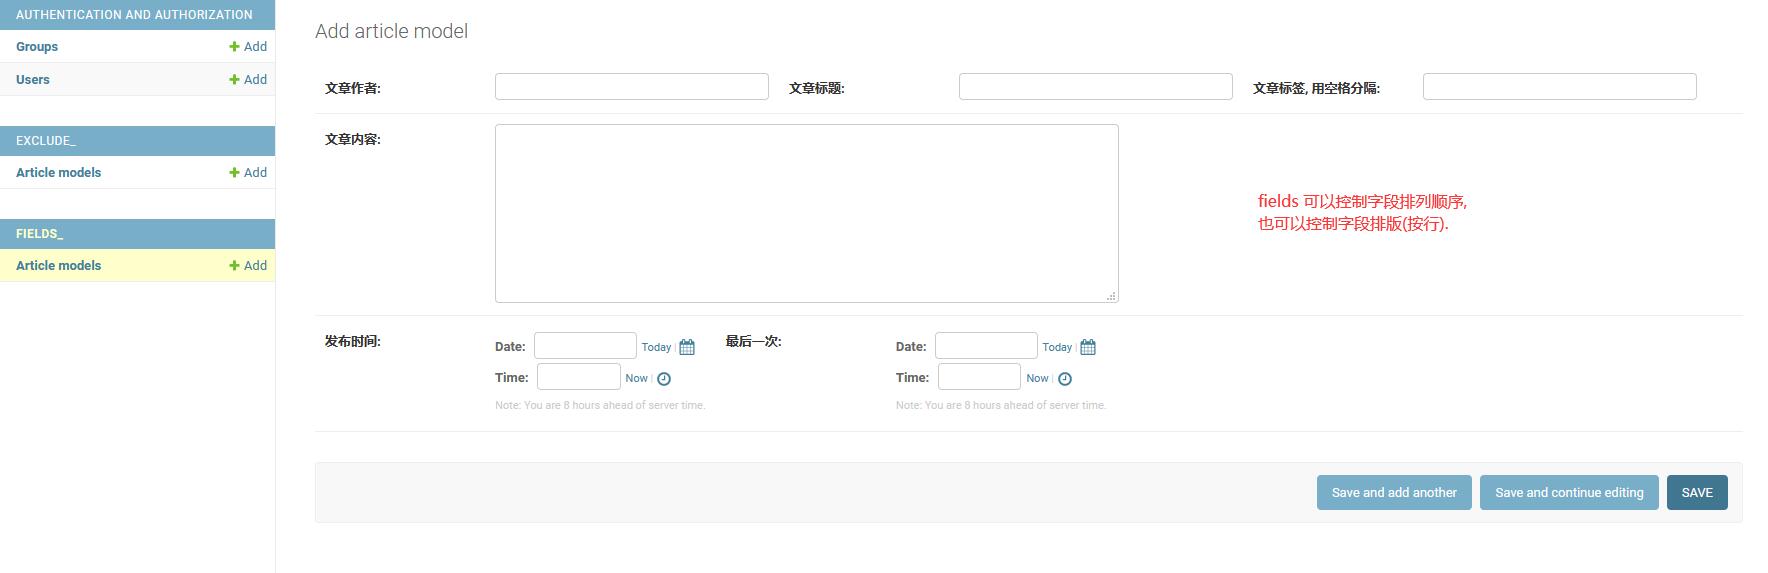 AUTHENTICATION AND AUTHORIZATION
Groups Add
Users Add
EXCLUDE_
Article models Add
FIELDS_
Article models Add
Add article model
文章作者: 文章标题: 文章标签, 用空格分隔:
文章内容:
fields 可以控制字段排列顺序,
也可以控制字段排版(按行).
发布时间: Date: Today | 最后一次: Date: Today |
Time: Now | Time: Now |
Note: You are 8 hours ahead of server time. Note: You are 8 hours ahead of server time.
Save and add another Save and continue editing SAVE